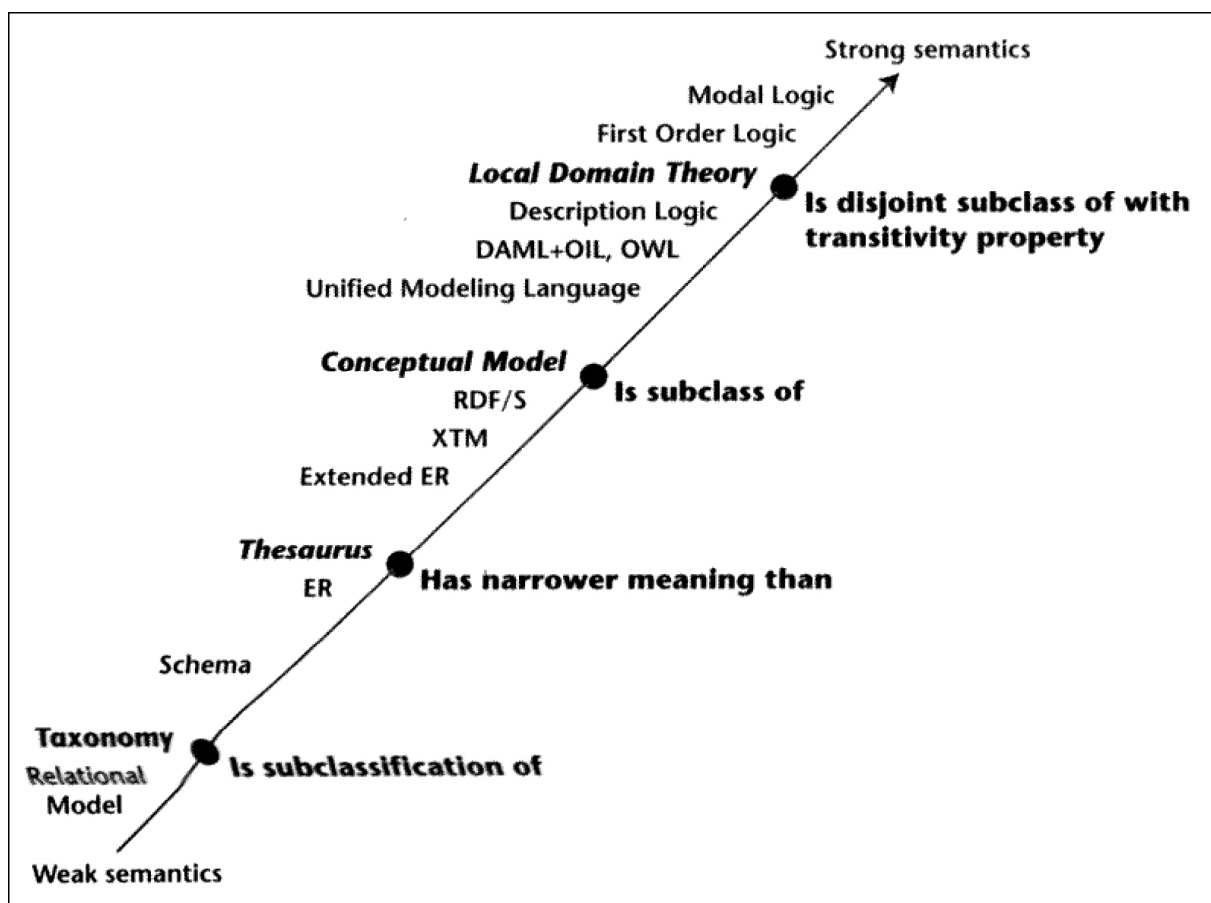 Strong semantics
Modal Logic
First Order Logic
Local Domain Theory
Is disjoint subclass of with
transitivity property
Description Logic
DAML+OIL, OWL
Unified Modeling Language
Conceptual Model
Is subclass of
RDF/S
XTM
Extended ER
Thesaurus
Has narrower meaning than
ER
Schema
Taxonomy
Is subclassification of
Relational
Model
Weak semantics